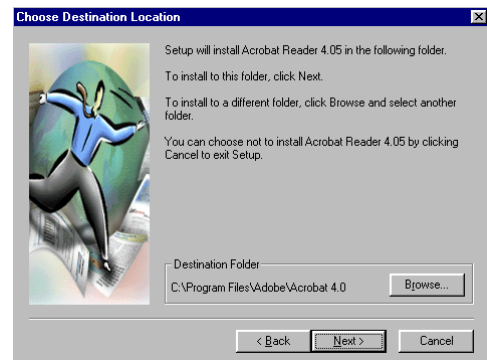 Choose Destination Location
Setup will install Acrobat Reader 4.05 in the following folder.
To install to this folder, click Next.
To install to a different folder, click Browse and select another
folder.
You can choose not to install Acrobat Reader 4.05 by clicking
Cancel to exit Setup.
Destination Folder
C:\Program Files\Adobe\Acrobat 4.0
Browse...
< Back
Next >
Cancel